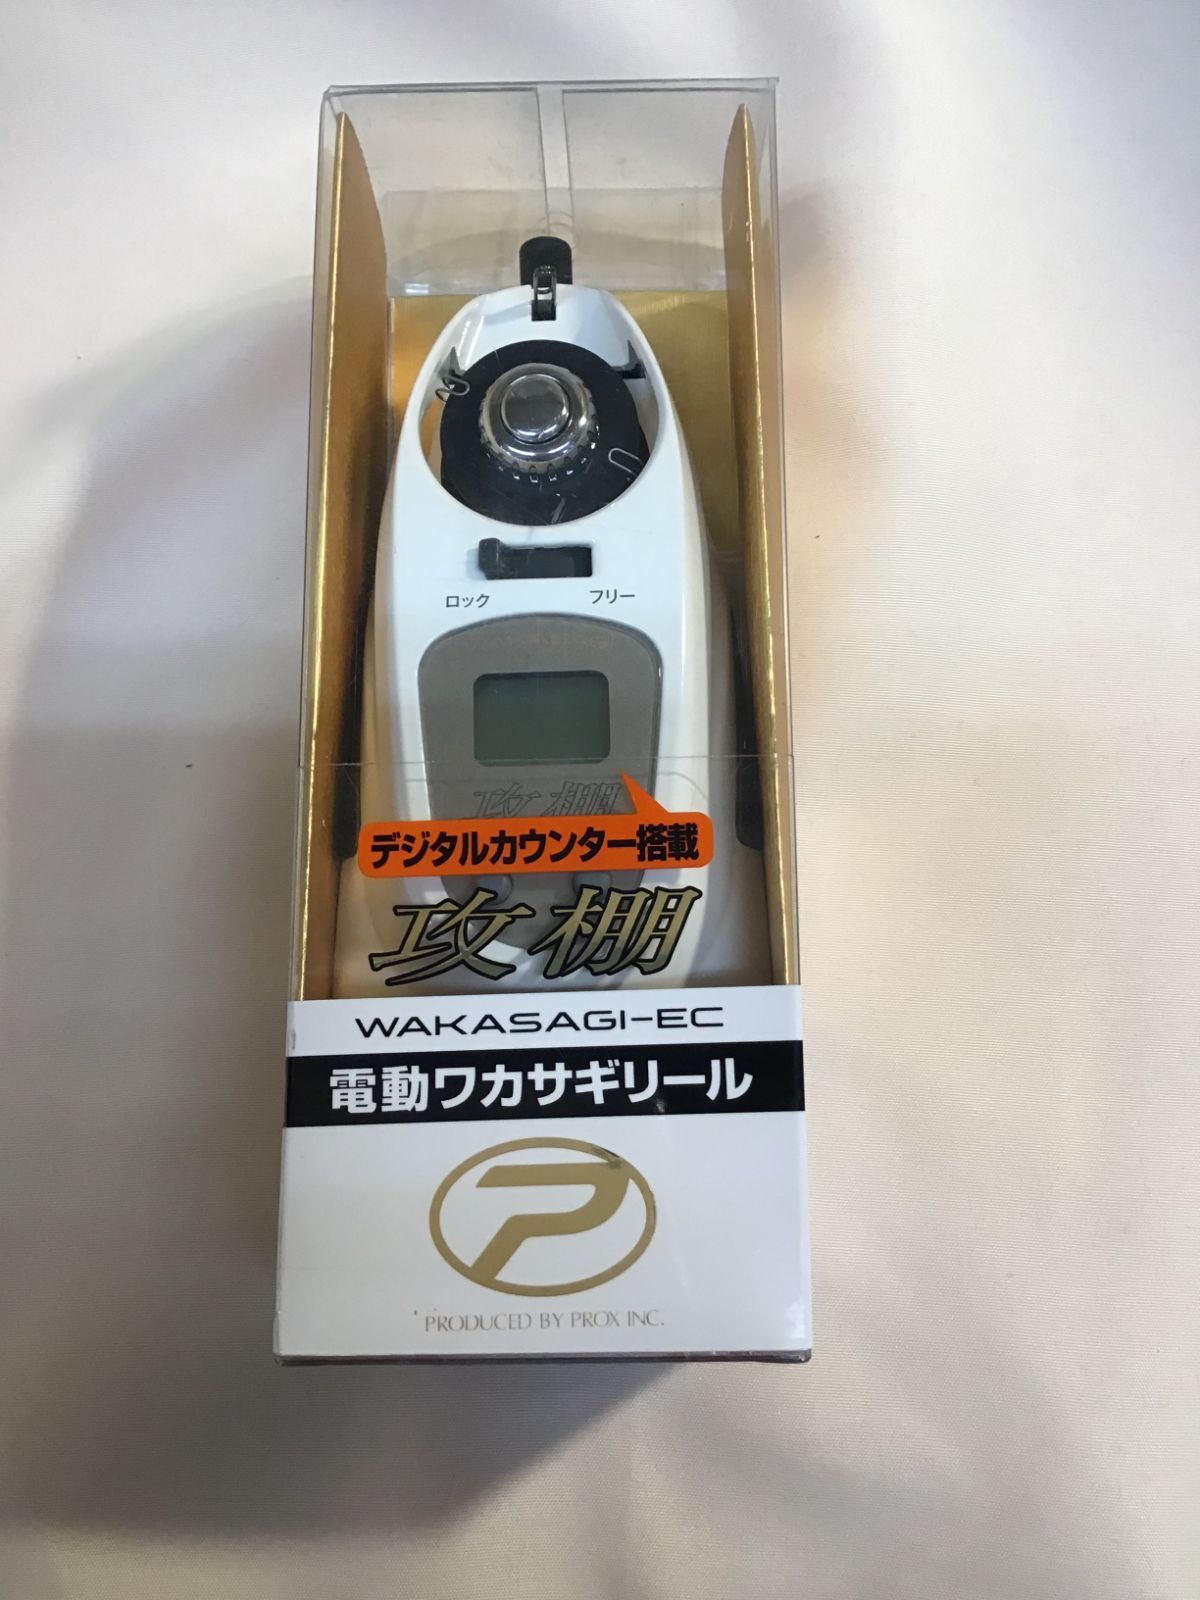 ロック フリー
攻棚
デジタルカウンター搭載
攻棚
WAKASAGI-EC
電動ワカサギリール
P
PRODUCED BY PROX INC.